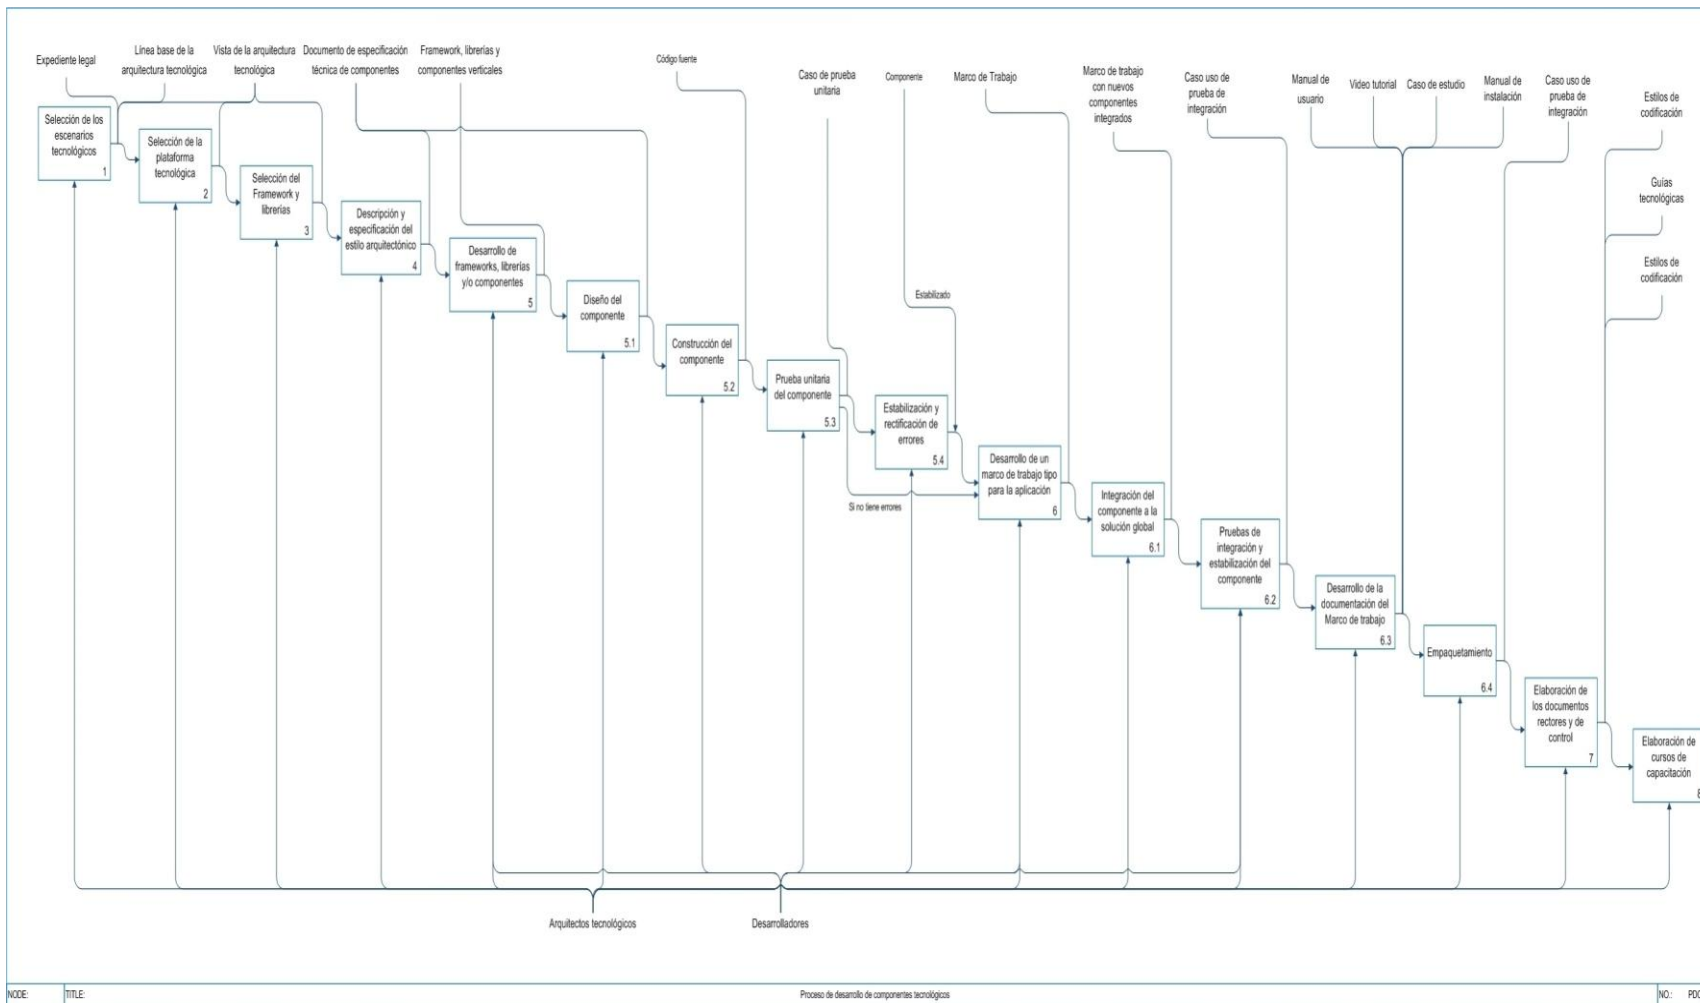 Expediente legal
Línea base de la
arquitectura tecnológica
Vista de la arquitectura
tecnológica
Documento de especificación
técnica de componentes
Framework, librerías y
componentes verticales
Código fuente
Caso de prueba
unitaria
Componente
Marco de Trabajo
Marco de trabajo
con nuevos
componentes
integrados
Caso uso de
prueba de
integración
Manual de
usuario
Video tutorial
Caso de estudio
Manual de
instalación
Caso uso de
prueba de
integración
Estilos de
codificación
Guías
tecnológicas
Estilos de
codificación
Selección de los
escenarios
tecnológicos
1
Selección de la
plataforma
tecnológica
2
Selección del
Framework y
librerías
3
Descripción y
especificación del
estilo arquitectónico
4
Desarrollo de
frameworks, librerías
y/o componentes
5
Diseño del
componente
5.1
Construcción del
componente
5.2
Prueba unitaria
del componente
5.3
Estabilizado
Estabilización y
rectificación de
errores
5.4
Si no tiene errores
Desarrollo de un
marco de trabajo tipo
para la aplicación
6
Integración del
componente a la
solución global
6.1
Pruebas de
integración y
estabilización del
componente
6.2
Desarrollo de la
documentación del
Marco de trabajo
6.3
Empaquetamiento
6.4
Elaboración de
los documentos
rectores y de
control
7
Elaboración de
cursos de
capacitación
8
Arquitectos tecnológicos
Desarrolladores
NODE:
TITLE:
Proceso de desarrollo de componentes tecnológicos
NO.: